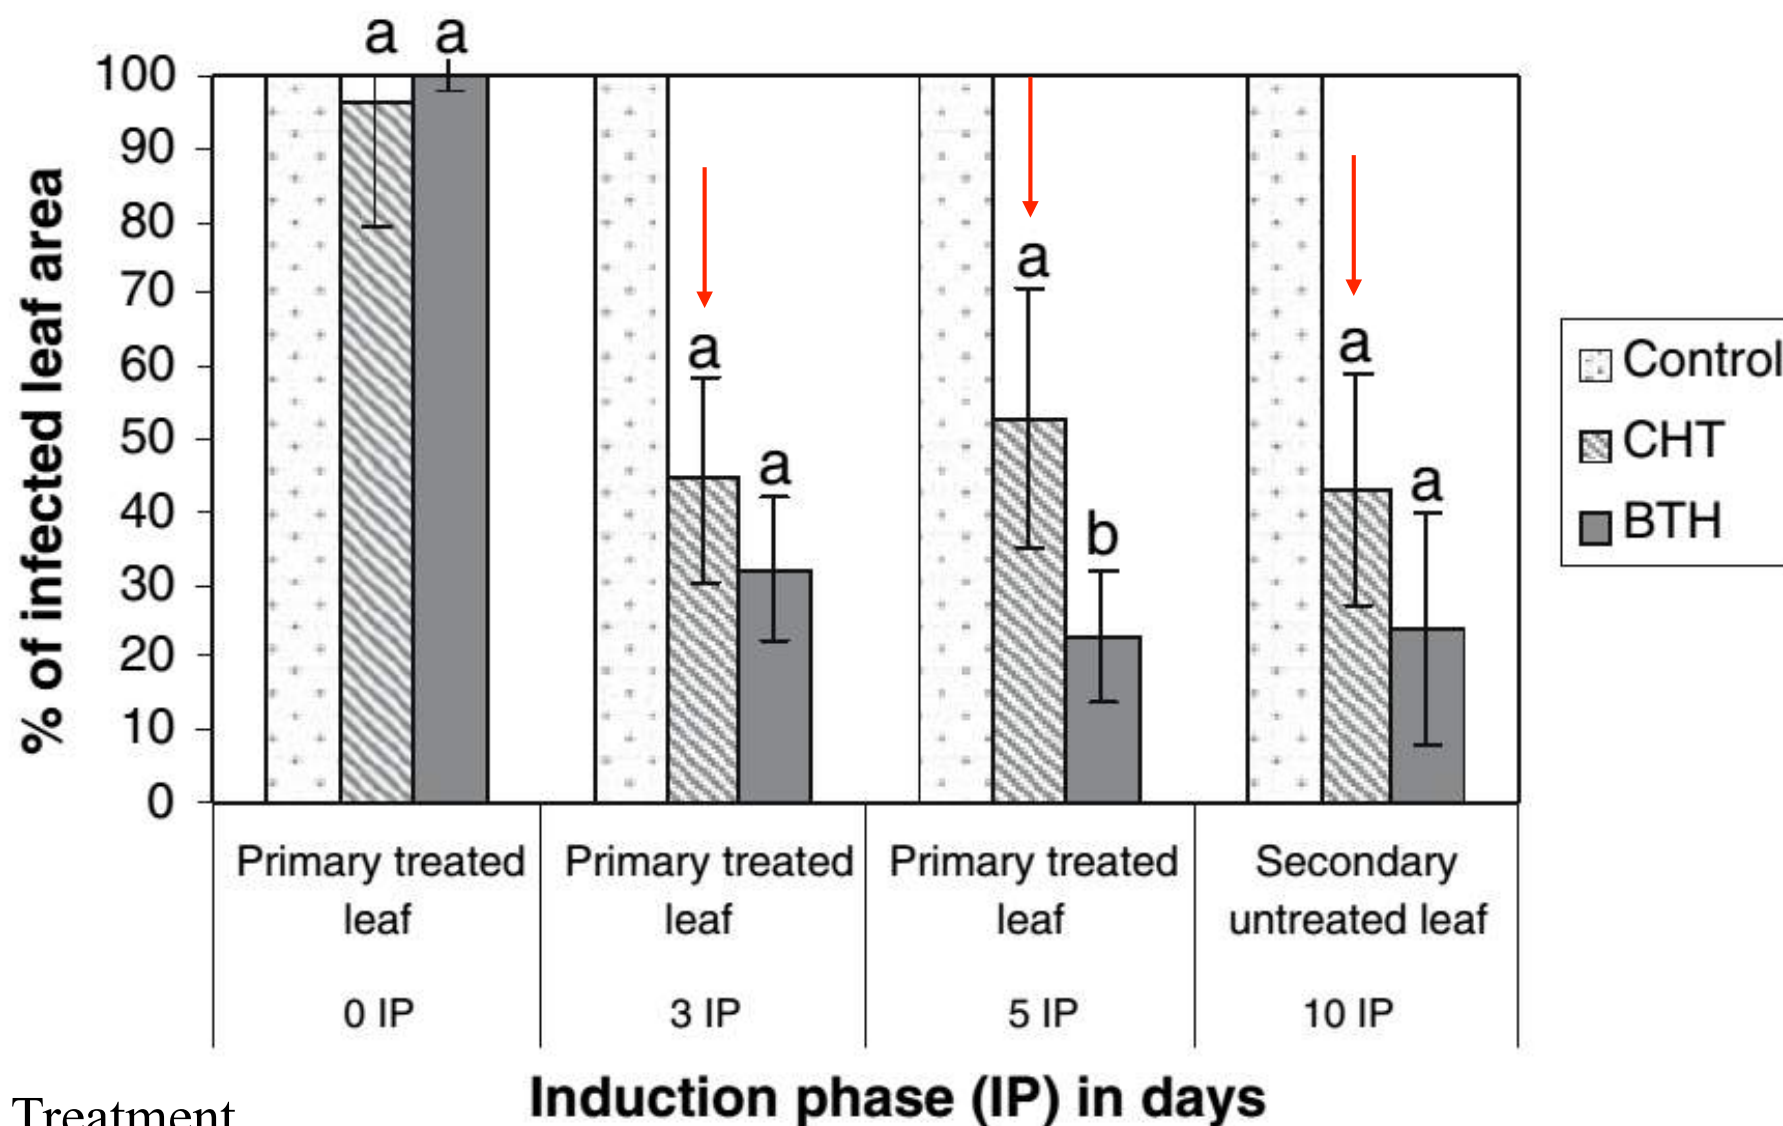 a a
100
90
80
70
60
50
40
30
20
10
0
% of infected leaf area
a
a
a
b
a
a
Control
CHT
BTH
Primary treated leaf
0 IP
Primary treated leaf
3 IP
Primary treated leaf
5 IP
Secondary untreated leaf
10 IP
Induction phase (IP) in days
Treatment